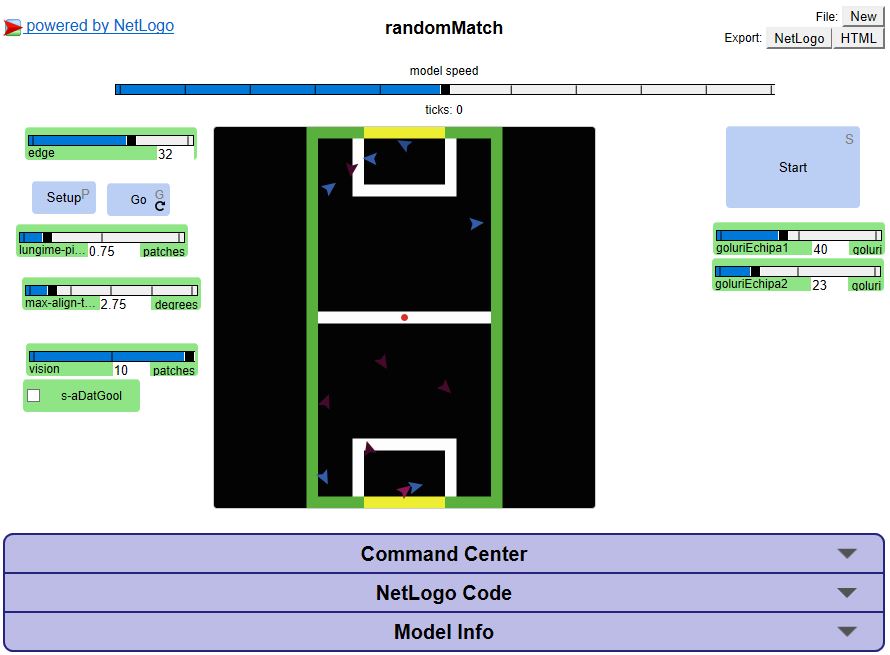 powered by NetLogo
randomMatch
File: New
Export: NetLogo HTML
model speed
ticks: 0
edge 32
Setup P
Go G
lungime-pi... 0.75 patches
max-align-t... 2.75 degrees
vision 10 patches
s-aDatGool
S
Start
goluriEchipa1 40 goluri
goluriEchipa2 23 goluri
Command Center
NetLogo Code
Model Info